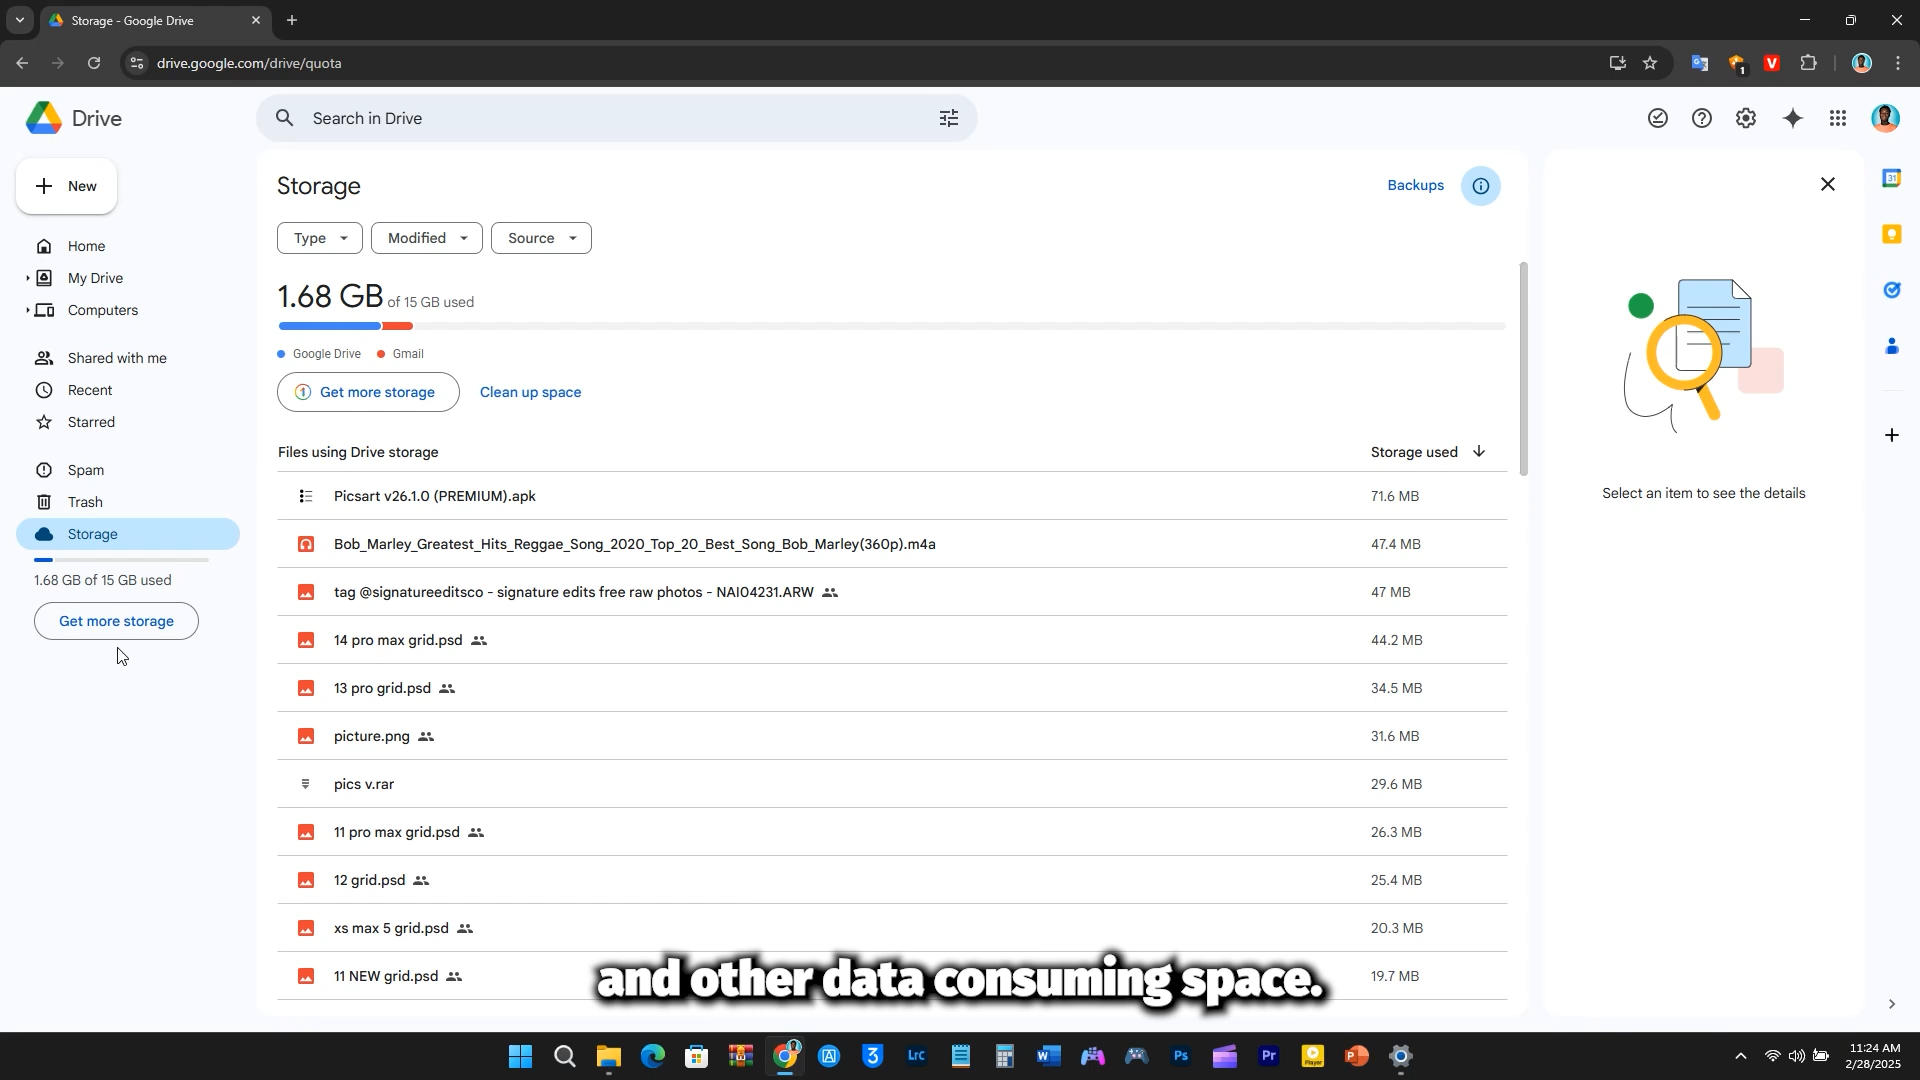 Storage - Google Drive
drive.google.com/drive/quota
1
Drive
Search in Drive
New
Home
My Drive
Computers
Shared with me
Recent
Starred
Spam
Trash
Storage
1.68 GB of 15 GB used
Get more storage
Storage
Backups
Type
Modified
Source
1.68 GB of 15 GB used
Google Drive
Gmail
Get more storage
Clean up space
Files using Drive storage
Storage used
Picsart v26.1.0 (PREMIUM).apk
71.6 MB
Bob_Marley_Greatest_Hits_Reggae_Song_2020_Top_20_Best_Song_Bob_Marley(360p).m4a
47.4 MB
tag @signatureeditsco - signature edits free raw photos - NAI04231.ARW
47 MB
14 pro max grid.psd
44.2 MB
13 pro grid.psd
34.5 MB
picture.png
31.6 MB
pics v.rar
29.6 MB
11 pro max grid.psd
26.3 MB
12 grid.psd
25.4 MB
xs max 5 grid.psd
20.3 MB
11 NEW grid.psd
19.7 MB
31
Select an item to see the details
and other data consuming space.
3
Lrc
W
Ps
Pr
Player
P
11:24 AM
2/28/2025